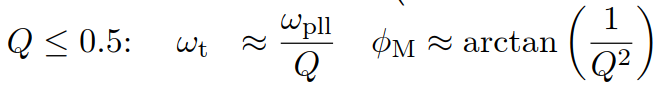 Q ≤ 0.5: ω_t ≈ ω_pll / Q ϕ_M ≈ arctan (1 / Q²)